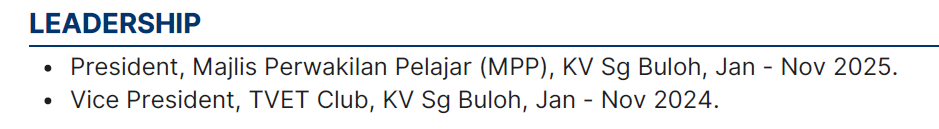 LEADERSHIP
• President, Majlis Perwakilan Pelajar (MPP), KV Sg Buloh, Jan - Nov 2025.
• Vice President, TVET Club, KV Sg Buloh, Jan - Nov 2024.